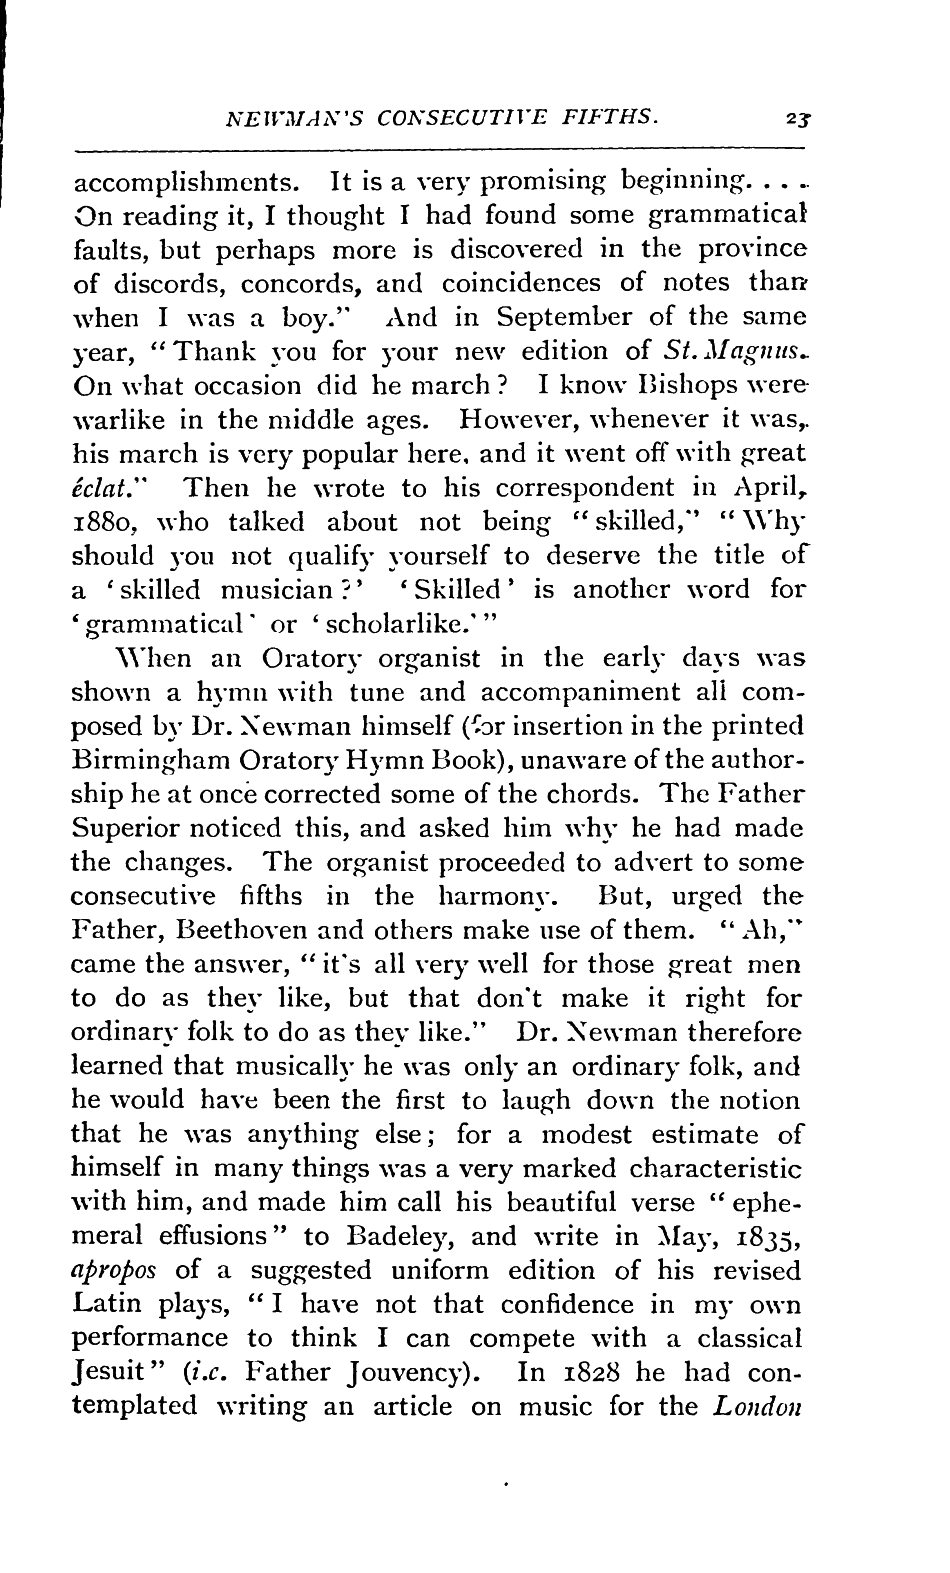 NEWMAN'S CONSECUTIVE FIFTHS. 23
accomplishments. It is a very promising beginning. . . .
On reading it, I thought I had found some grammatical
faults, but perhaps more is discovered in the province
of discords, concords, and coincidences of notes than
when I was a boy." And in September of the same
year, "Thank you for your new edition of St. Magnus.
On what occasion did he march? I know Bishops were
warlike in the middle ages. However, whenever it was,
his march is very popular here, and it went off with great
éclat." Then he wrote to his correspondent in April,
1880, who talked about not being "skilled," "Why
should you not qualify yourself to deserve the title of
a 'skilled musician?' 'Skilled' is another word for
'grammatical' or 'scholarlike.'"
When an Oratory organist in the early days was
shown a hymn with tune and accompaniment all com-
posed by Dr. Newman himself (for insertion in the printed
Birmingham Oratory Hymn Book), unaware of the author-
ship he at once corrected some of the chords. The Father
Superior noticed this, and asked him why he had made
the changes. The organist proceeded to advert to some
consecutive fifths in the harmony. But, urged the
Father, Beethoven and others make use of them. "Ah,"
came the answer, "it's all very well for those great men
to do as they like, but that don't make it right for
ordinary folk to do as they like." Dr. Newman therefore
learned that musically he was only an ordinary folk, and
he would have been the first to laugh down the notion
that he was anything else; for a modest estimate of
himself in many things was a very marked characteristic
with him, and made him call his beautiful verse "ephe-
meral effusions" to Badeley, and write in May, 1835,
apropos of a suggested uniform edition of his revised
Latin plays, "I have not that confidence in my own
performance to think I can compete with a classical
Jesuit" (i.e. Father Jouvency). In 1828 he had con-
templated writing an article on music for the London